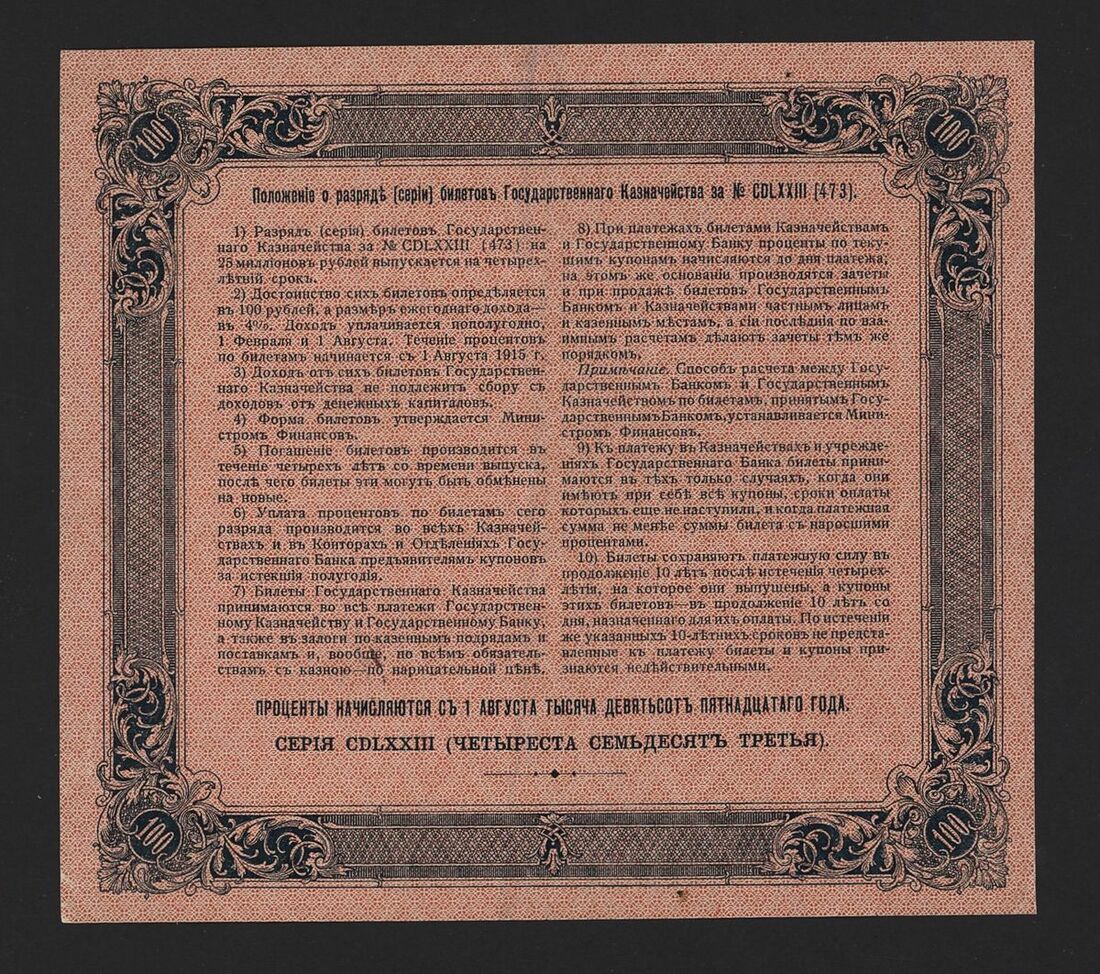 100
100
Положеніе о разрядѣ (серіи) билетовъ Государственнаго Казначейства за № CDLXXIII (473).
1) Разрядъ (серія) билетовъ Государствен-
наго Казначейства за № CDLXXIII (473) на
25 милліоновъ рублей выпускается на четырех-
лѣтній срокъ.
2) Достоинство сихъ билетовъ опредѣляется
въ 100 рублей, а размѣръ ежегоднаго дохода—
въ 4%. Доходъ уплачивается пополугодно,
1 Февраля и 1 Августа. Теченіе процентовъ
по билетамъ начинается съ 1 Августа 1915 г.
3) Доходъ отъ сихъ билетовъ Государствен-
наго Казначейства не подлежитъ сбору съ
доходовъ отъ денежныхъ капиталовъ.
4) Форма билетовъ утверждается Мини-
стромъ Финансовъ.
5) Погашеніе билетовъ производится въ
теченіе четырехъ лѣтъ со времени выпуска,
послѣ чего билеты эти могутъ быть обмѣнены
на новые.
6) Уплата процентовъ по билетамъ сего
разряда производится во всѣхъ Казначей-
ствахъ и въ Конторахъ и Отдѣленіяхъ Госу-
дарственнаго Банка предъявителямъ купоновъ
за истекшія полугодія.
7) Билеты Государственнаго Казначейства
принимаются во всѣ платежи Государствен-
ному Казначейству и Государственному Банку,
а также въ залоги по казеннымъ подрядамъ и
поставкамъ и, вообще, по всѣмъ обязатель-
ствамъ съ казною—по нарицательной цѣнѣ.
8) При платежахъ билетами Казначействамъ
и Государственному Банку проценты по теку-
щимъ купонамъ начисляются до дня платежа;
на этомъ же основаніи производятся зачеты
и при продажѣ билетовъ Государственнымъ
Банкомъ и Казначействами частнымъ лицамъ
и казеннымъ мѣстамъ, а сіи послѣднія по вза-
имнымъ расчетамъ дѣлаютъ зачеты тѣмъ же
порядкомъ.
Примѣчаніе. Способъ расчета между Госу-
дарственнымъ Банкомъ и Государственнымъ
Казначействомъ по билетамъ, принятымъ Госу-
дарственнымъ Банкомъ, устанавливается Мини-
стромъ Финансовъ.
9) Къ платежу въ Казначействахъ и учрежде-
ніяхъ Государственнаго Банка билеты прини-
маются въ тѣхъ только случаяхъ, когда они
имѣютъ при себѣ всѣ купоны, сроки оплаты
которыхъ еще не наступили, и когда платежная
сумма не менѣе суммы билета съ наросшими
процентами.
10) Билеты сохраняютъ платежную силу въ
продолженіе 10 лѣтъ послѣ истеченія четырех-
лѣтія, на которое они выпущены, а купоны
этихъ билетовъ—въ продолженіе 10 лѣтъ со
дня, назначеннаго для ихъ оплаты. По истеченіи
же указанныхъ 10-лѣтнихъ сроковъ не предста-
вленные къ платежу билеты и купоны при-
знаются недѣйствительными.
ПРОЦЕНТЫ НАЧИСЛЯЮТСЯ СЪ 1 АВГУСТА ТЫСЯЧА ДЕВЯТЬСОТЪ ПЯТНАДЦАТАГО ГОДА.
СЕРІЯ CDLXXIII (ЧЕТЫРЕСТА СЕМЬДЕСЯТЪ ТРЕТЬЯ).
100
100